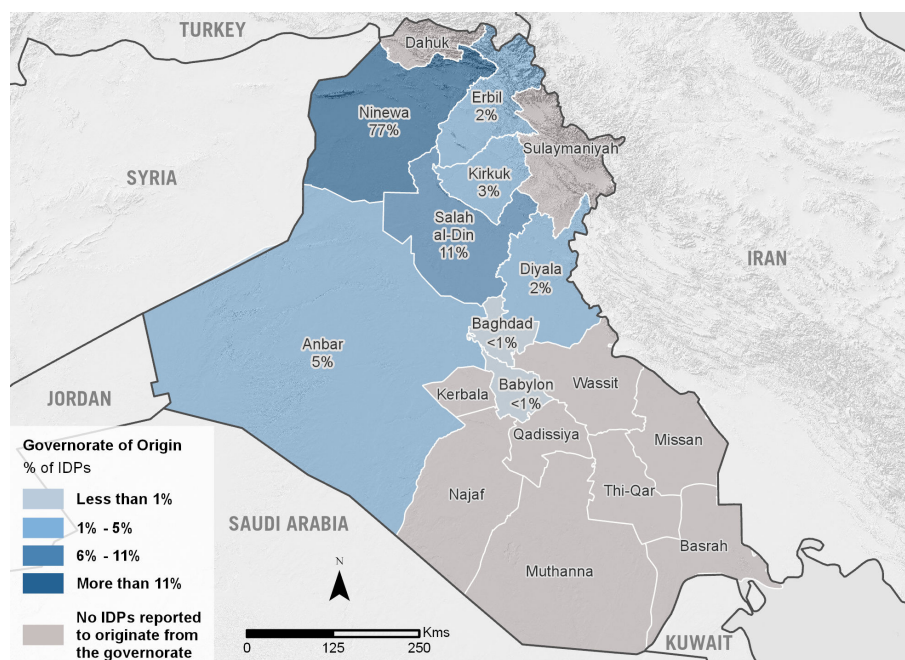 TURKEY
Dahuk
Erbil
2%
Ninewa
77%
Sulaymaniyah
SYRIA
Kirkuk
3%
Salah
al-Din
11%
IRAN
Diyala
2%
Baghdad
<1%
Anbar
5%
JORDAN
Kerbala
Babylon
<1%
Wassit
Qadissiya
Missan
Najaf
Thi-Qar
Basrah
Muthanna
SAUDI ARABIA
KUWAIT
Governorate of Origin
% of IDPs
Less than 1%
1% - 5%
6% - 11%
More than 11%
No IDPs reported
to originate from
the governorate
N
Kms
0 125 250